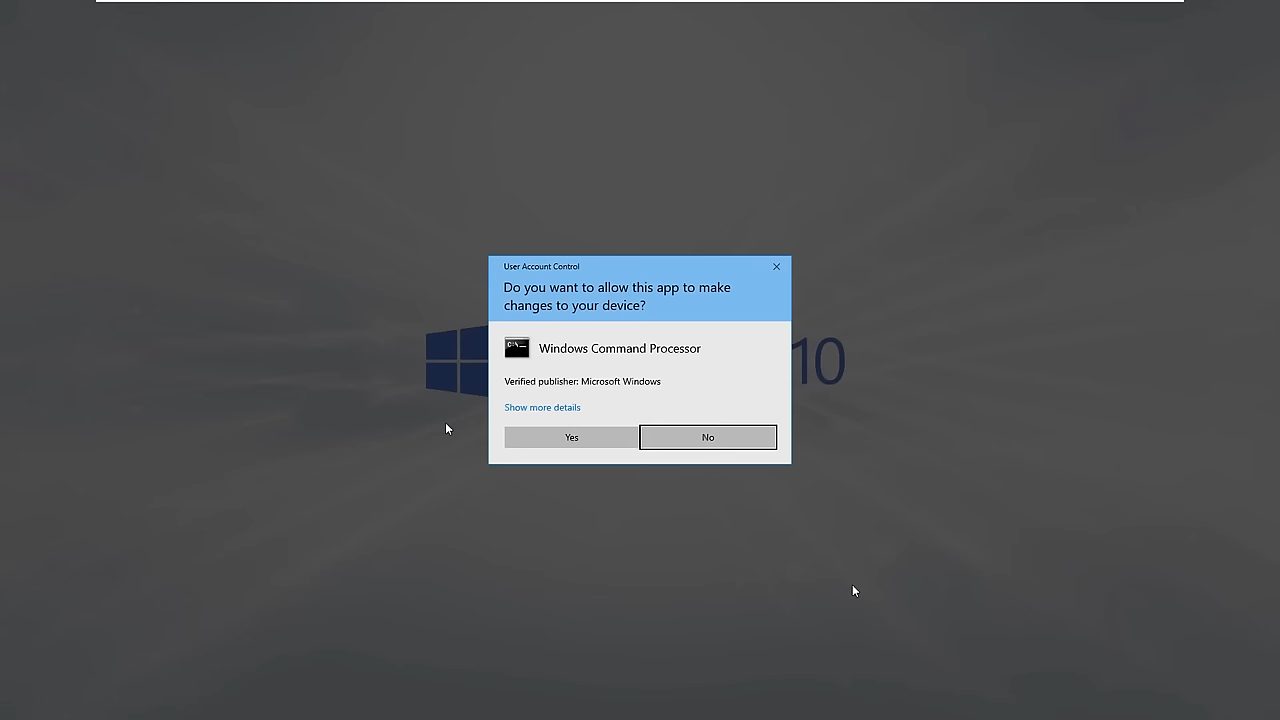 User Account Control
Do you want to allow this app to make
changes to your device?
C:\
Windows Command Processor
Verified publisher: Microsoft Windows
Show more details
Yes
No
10